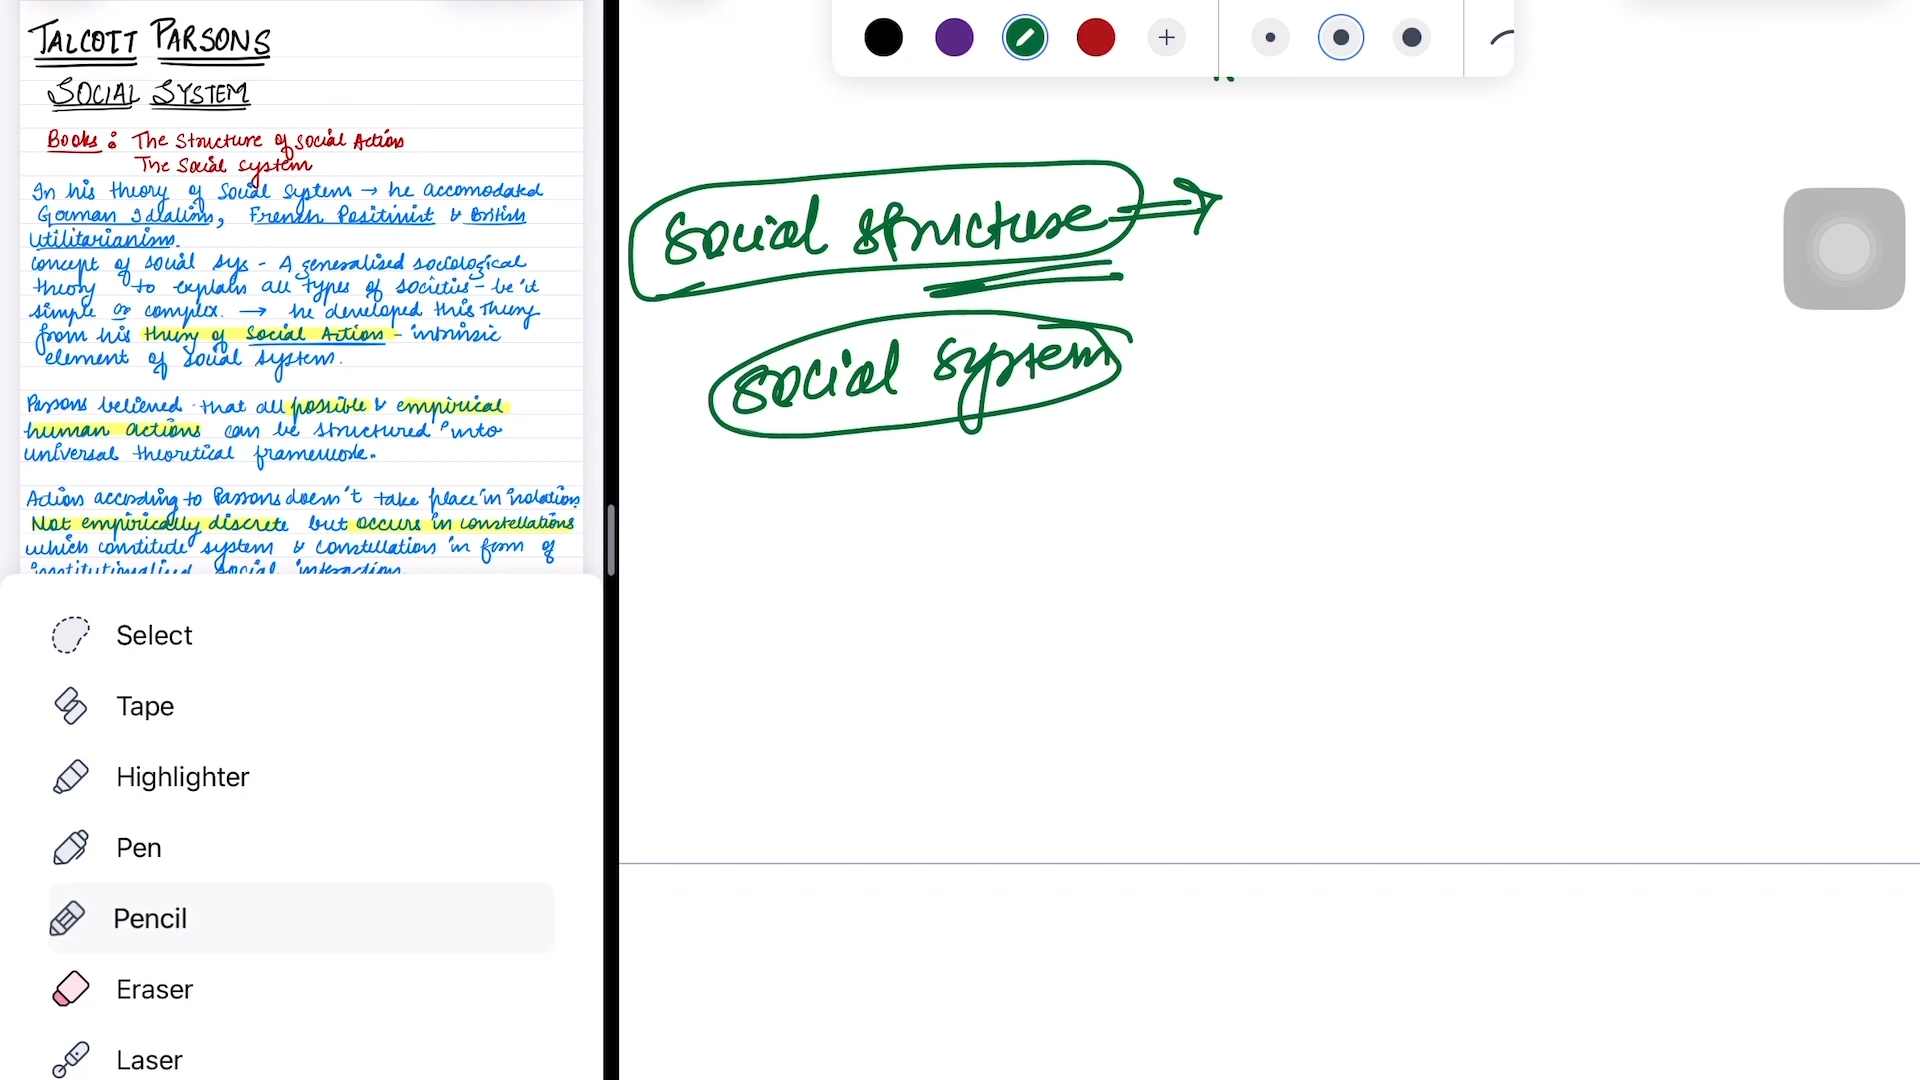 TALCOTT PARSONS
SOCIAL SYSTEM
Books : The Structure of Social Action
The Social System
In his theory of Social System → he accomodated
German Idealism, French Positivist & British
Utilitarianism.
Concept of social sys - A generalised sociological
theory to explain all types of societies - be it
simple or complex. → he developed this theory
from his theory of Social Action - intrinsic
element of social system.
Parsons believed that all possible & empirical
human actions can be structured into
universal theoretical framework.
Action according to Parsons doesn't take place in isolation
Not empirically discrete but occurs in constellations
which constitute system & constellation in form of
institutionalised social interaction.
Select
Tape
Highlighter
Pen
Pencil
Eraser
Laser
Social structure
Social system